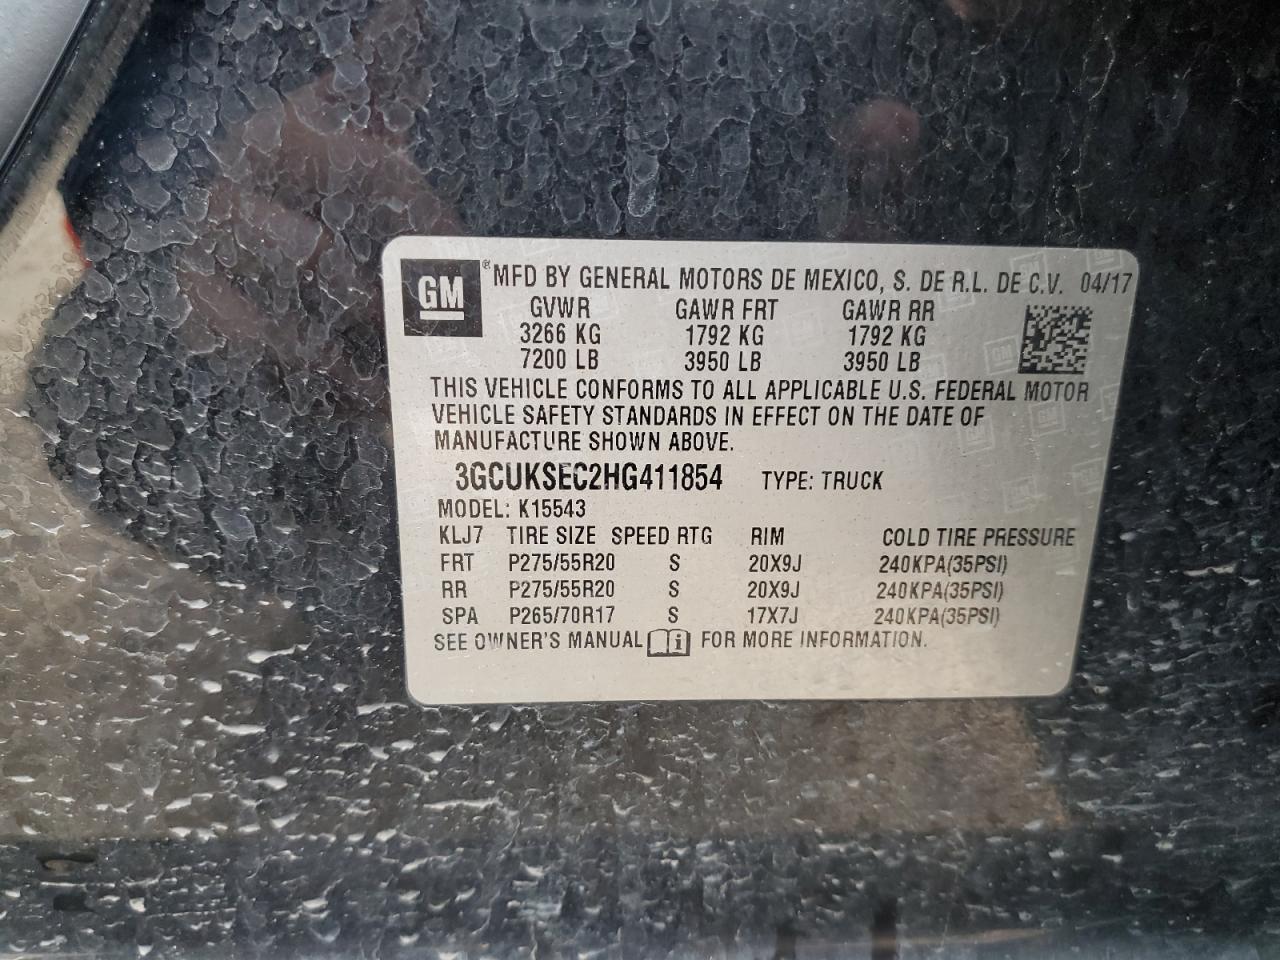 GM ® MFD BY GENERAL MOTORS DE MEXICO, S. DE R.L. DE C.V. 04/17
GVWR GAWR FRT GAWR RR
3266 KG 1792 KG 1792 KG
7200 LB 3950 LB 3950 LB
THIS VEHICLE CONFORMS TO ALL APPLICABLE U.S. FEDERAL MOTOR
VEHICLE SAFETY STANDARDS IN EFFECT ON THE DATE OF
MANUFACTURE SHOWN ABOVE.
3GCUKSEC2HG411854 TYPE: TRUCK
MODEL: K15543
KLJ7 TIRE SIZE SPEED RTG RIM COLD TIRE PRESSURE
FRT P275/55R20 S 20X9J 240KPA(35PSI)
RR P275/55R20 S 20X9J 240KPA(35PSI)
SPA P265/70R17 S 17X7J 240KPA(35PSI)
SEE OWNER'S MANUAL FOR MORE INFORMATION.